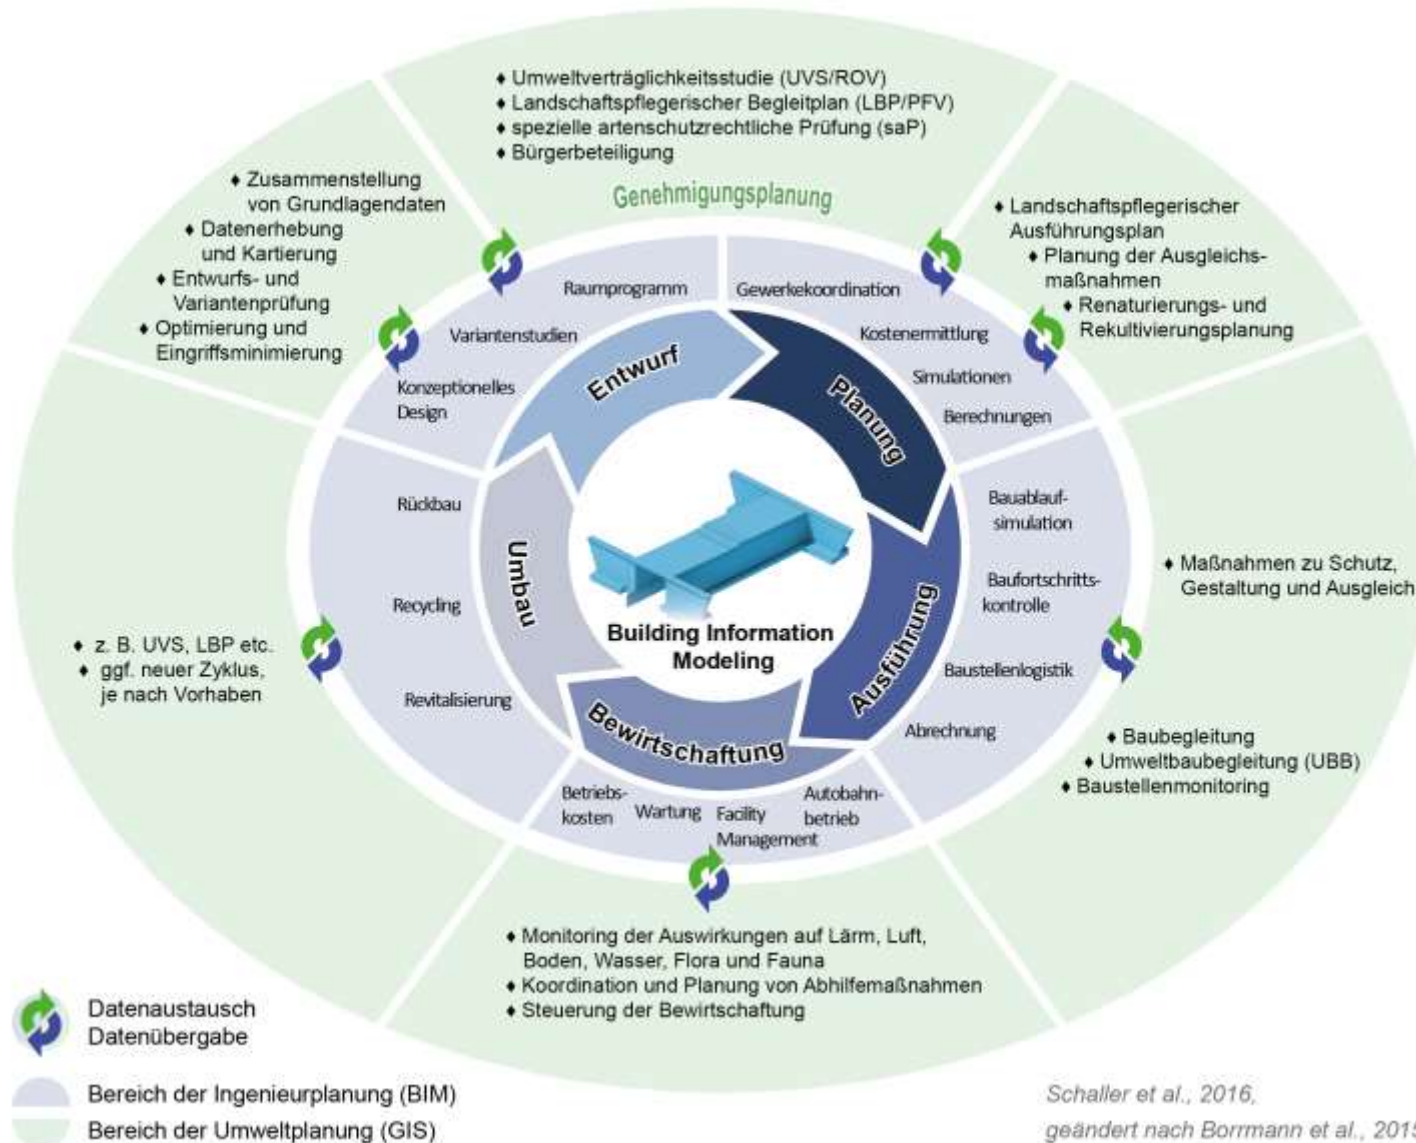 ♦ Umweltverträglichkeitsstudie (UVS/ROV)
♦ Landschaftspflegerischer Begleitplan (LBP/PFV)
♦ spezielle artenschutzrechtliche Prüfung (saP)
♦ Bürgerbeteiligung
Genehmigungsplanung
♦ Zusammenstellung
von Grundlagendaten
♦ Datenerhebung
und Kartierung
♦ Entwurfs- und
Variantenprüfung
♦ Optimierung und
Eingriffsminimierung
♦ Landschaftspflegerischer
Ausführungsplan
♦ Planung der Ausgleichs-
maßnahmen
♦ Renaturierungs- und
Rekultivierungsplanung
Raumprogramm
Variantenstudien
Konzeptionelles
Design
Gewerkekoordination
Kostenermittlung
Simulationen
Berechnungen
Entwurf
Planung
Ausführung
Bewirtschaftung
Umbau
Building Information
Modeling
Rückbau
Recycling
Revitalisierung
Bauablauf-
simulation
Baufortschritts-
kontrolle
Baustellenlogistik
Abrechnung
Betriebs-
kosten
Wartung
Facility
Management
Autobahn-
betrieb
♦ z. B. UVS, LBP etc.
♦ ggf. neuer Zyklus,
je nach Vorhaben
♦ Maßnahmen zu Schutz,
Gestaltung und Ausgleich
♦ Baubegleitung
♦ Umweltbaubegleitung (UBB)
♦ Baustellenmonitoring
♦ Monitoring der Auswirkungen auf Lärm, Luft,
Boden, Wasser, Flora und Fauna
♦ Koordination und Planung von Abhilfemaßnahmen
♦ Steuerung der Bewirtschaftung
Datenaustausch
Datenübergabe
Bereich der Ingenieurplanung (BIM)
Bereich der Umweltplanung (GIS)
Schaller et al., 2016,
geändert nach Borrmann et al., 2015